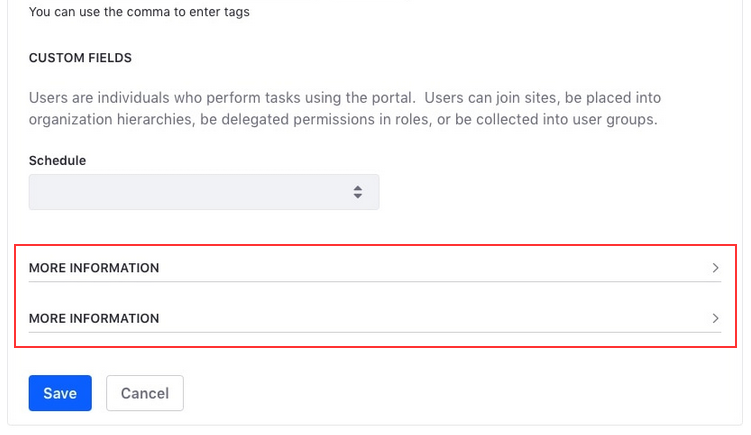 You can use the comma to enter tags
CUSTOM FIELDS
Users are individuals who perform tasks using the portal.  Users can join sites, be placed into
organization hierarchies, be delegated permissions in roles, or be collected into user groups.
Schedule
MORE INFORMATION
MORE INFORMATION
Save
Cancel